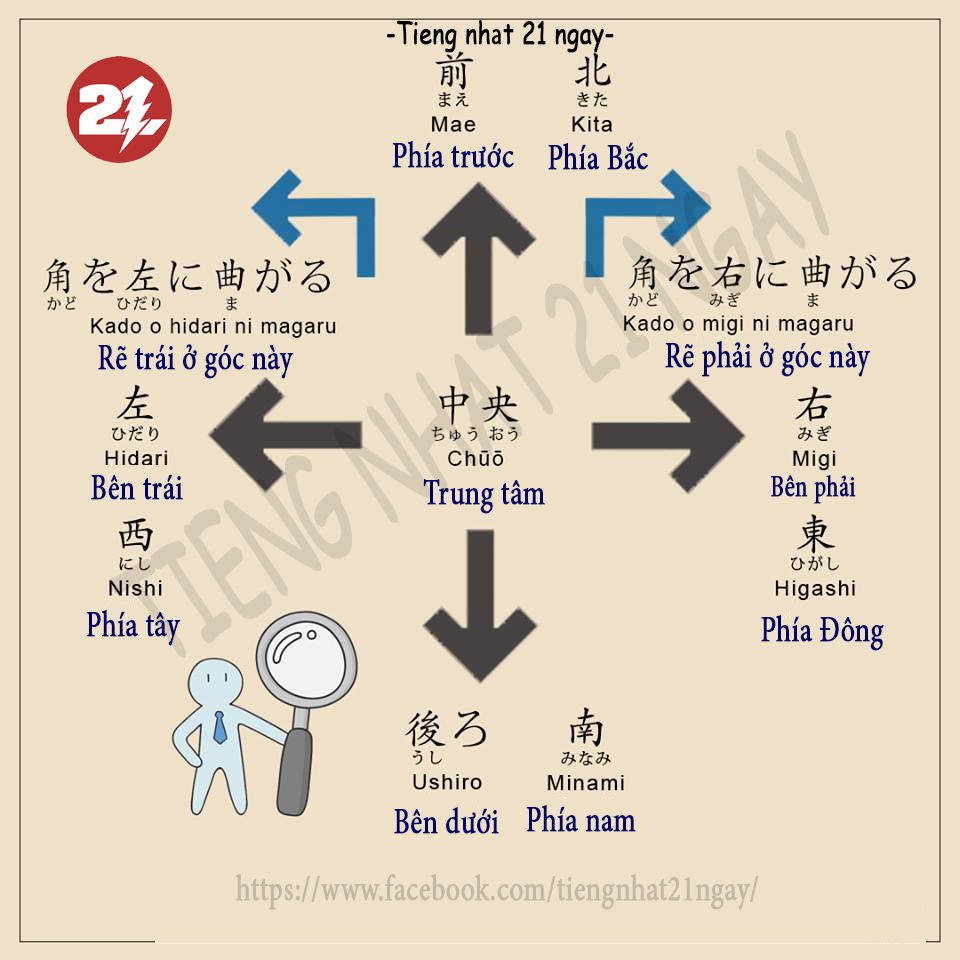 -Tieng nhat 21 ngay-
21
前
まえ
Mae
Phía trước
北
きた
Kita
Phía Bắc
角を左に曲がる
かど ひだり ま
Kado o hidari ni magaru
Rẽ trái ở góc này
角を右に曲がる
かど みぎ ま
Kado o migi ni magaru
Rẽ phải ở góc này
左
ひだり
Hidari
Bên trái
中央
ちゅう おう
Chūō
Trung tâm
右
みぎ
Migi
Bên phải
西
にし
Nishi
Phía tây
東
ひがし
Higashi
Phía Đông
後ろ
うし
Ushiro
Bên dưới
南
みなみ
Minami
Phía nam
TIENG NHAT 21 NGAY
https://www.facebook.com/tiengnhat21ngay/